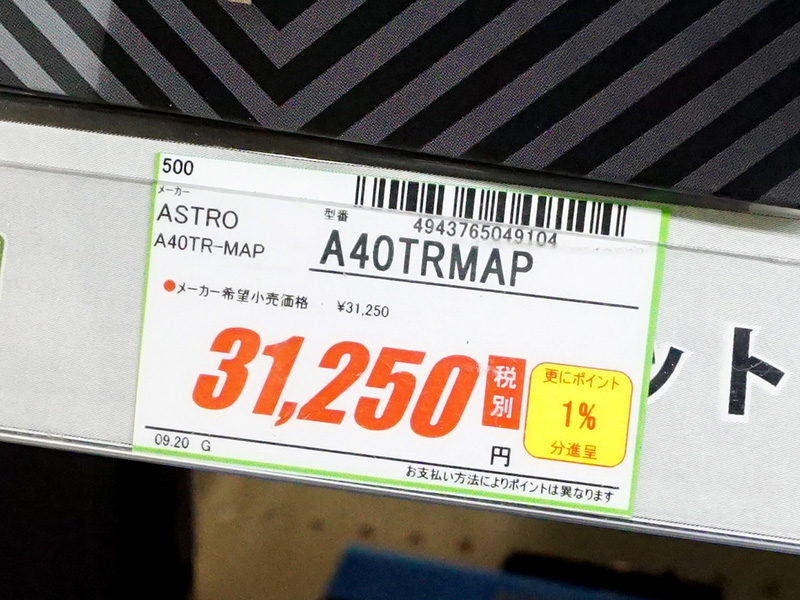 500
メーカー
ASTRO
A40TR-MAP
型番
4943765049104
A40TRMAP
●メーカー希望小売価格 ¥31,250
31,250
税別
円
更にポイント
1%
分進呈
09.20 G
お支払い方法によりポイントは異なります
ット